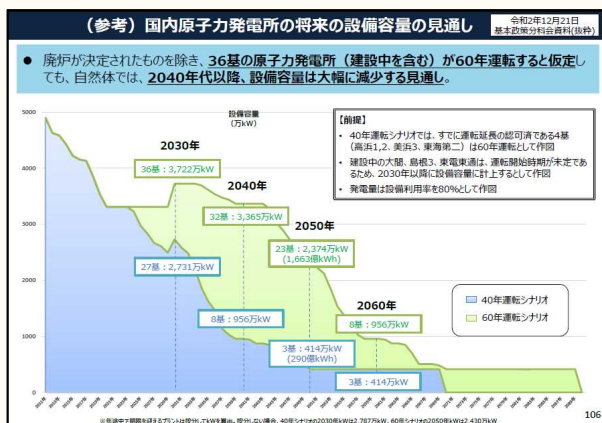 （参考）国内原子力発電所の将来の設備容量の見通し
令和2年12月21日
基本政策分科会資料(抜粋)
● 廃炉が決定されたものを除き、36基の原子力発電所（建設中を含む）が60年運転すると仮定し
ても、自然体では、2040年代以降、設備容量は大幅に減少する見通し。
設備容量
(万kW)
【前提】
・ 40年運転シナリオでは、すでに運転延長の認可済である4基
（高浜1,2、美浜3、東海第二）は60年運転として作図
・ 建設中の大間、島根3、東電東通は、運転開始時期が未定であ
るため、2030年以降に設備容量に計上するとして作図
・ 発電量は設備利用率を80%として作図
5000
4000
3000
2000
1000
0
2030年
36基：3,722万kW
27基：2,731万kW
2040年
32基：3,365万kW
8基：956万kW
2050年
23基：2,374万kW
(1,663億kWh)
3基：414万kW
(290億kWh)
2060年
8基：956万kW
3基：414万kW
40年運転シナリオ
60年運転シナリオ
106